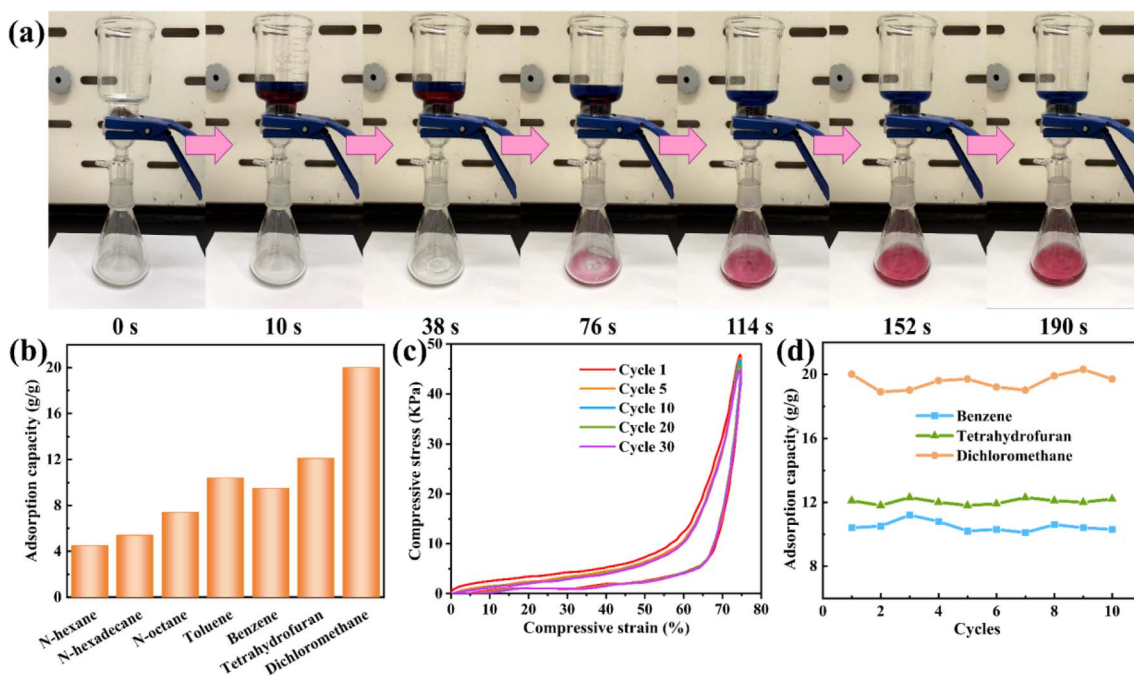 (a)
0 s 10 s 38 s 76 s 114 s 152 s 190 s
(b)
Adsorption capacity (g/g)
20
16
12
8
4
0
N-hexane
N-hexadecane
N-octane
Toluene
Benzene
Tetrahydrofuran
Dichloromethane
(c)
Compressive stress (KPa)
50
40
30
20
10
0
Cycle 1
Cycle 5
Cycle 10
Cycle 20
Cycle 30
0 10 20 30 40 50 60 70 80
Compressive strain (%)
(d)
Adsorption capacity (g/g)
20
16
12
8
Benzene
Tetrahydrofuran
Dichloromethane
0 2 4 6 8 10
Cycles